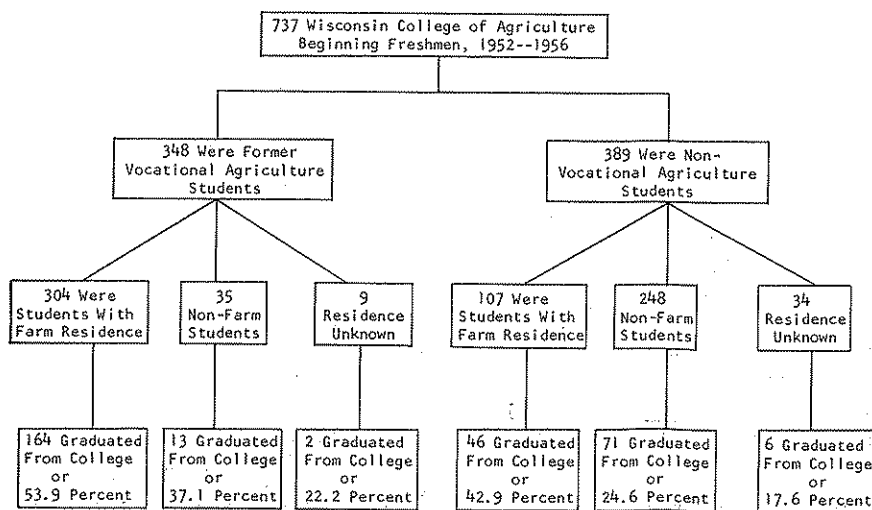 737 Wisconsin College of Agriculture
Beginning Freshmen, 1952--1956
348 Were Former
Vocational Agriculture
Students
389 Were Non-
Vocational Agriculture
Students
304 Were
Students With
Farm Residence
35
Non-Farm
Students
9
Residence
Unknown
107 Were
Students With
Farm Residence
248
Non-Farm
Students
34
Residence
Unknown
164 Graduated
From College
or
53.9 Percent
13 Graduated
From College
or
37.1 Percent
2 Graduated
From College
or
22.2 Percent
46 Graduated
From College
or
42.9 Percent
71 Graduated
From College
or
24.6 Percent
6 Graduated
From College
or
17.6 Percent